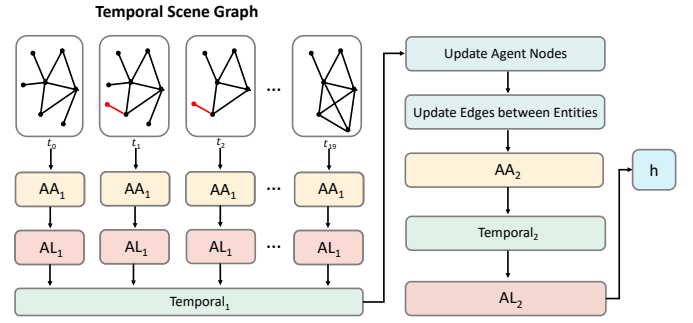 Temporal Scene Graph
...
t₀ t₁ t₂ t₁₉
AA₁ AA₁ AA₁ ... AA₁
AL₁ AL₁ AL₁ ... AL₁
Temporal₁
Update Agent Nodes
Update Edges between Entities
AA₂
Temporal₂
AL₂
h